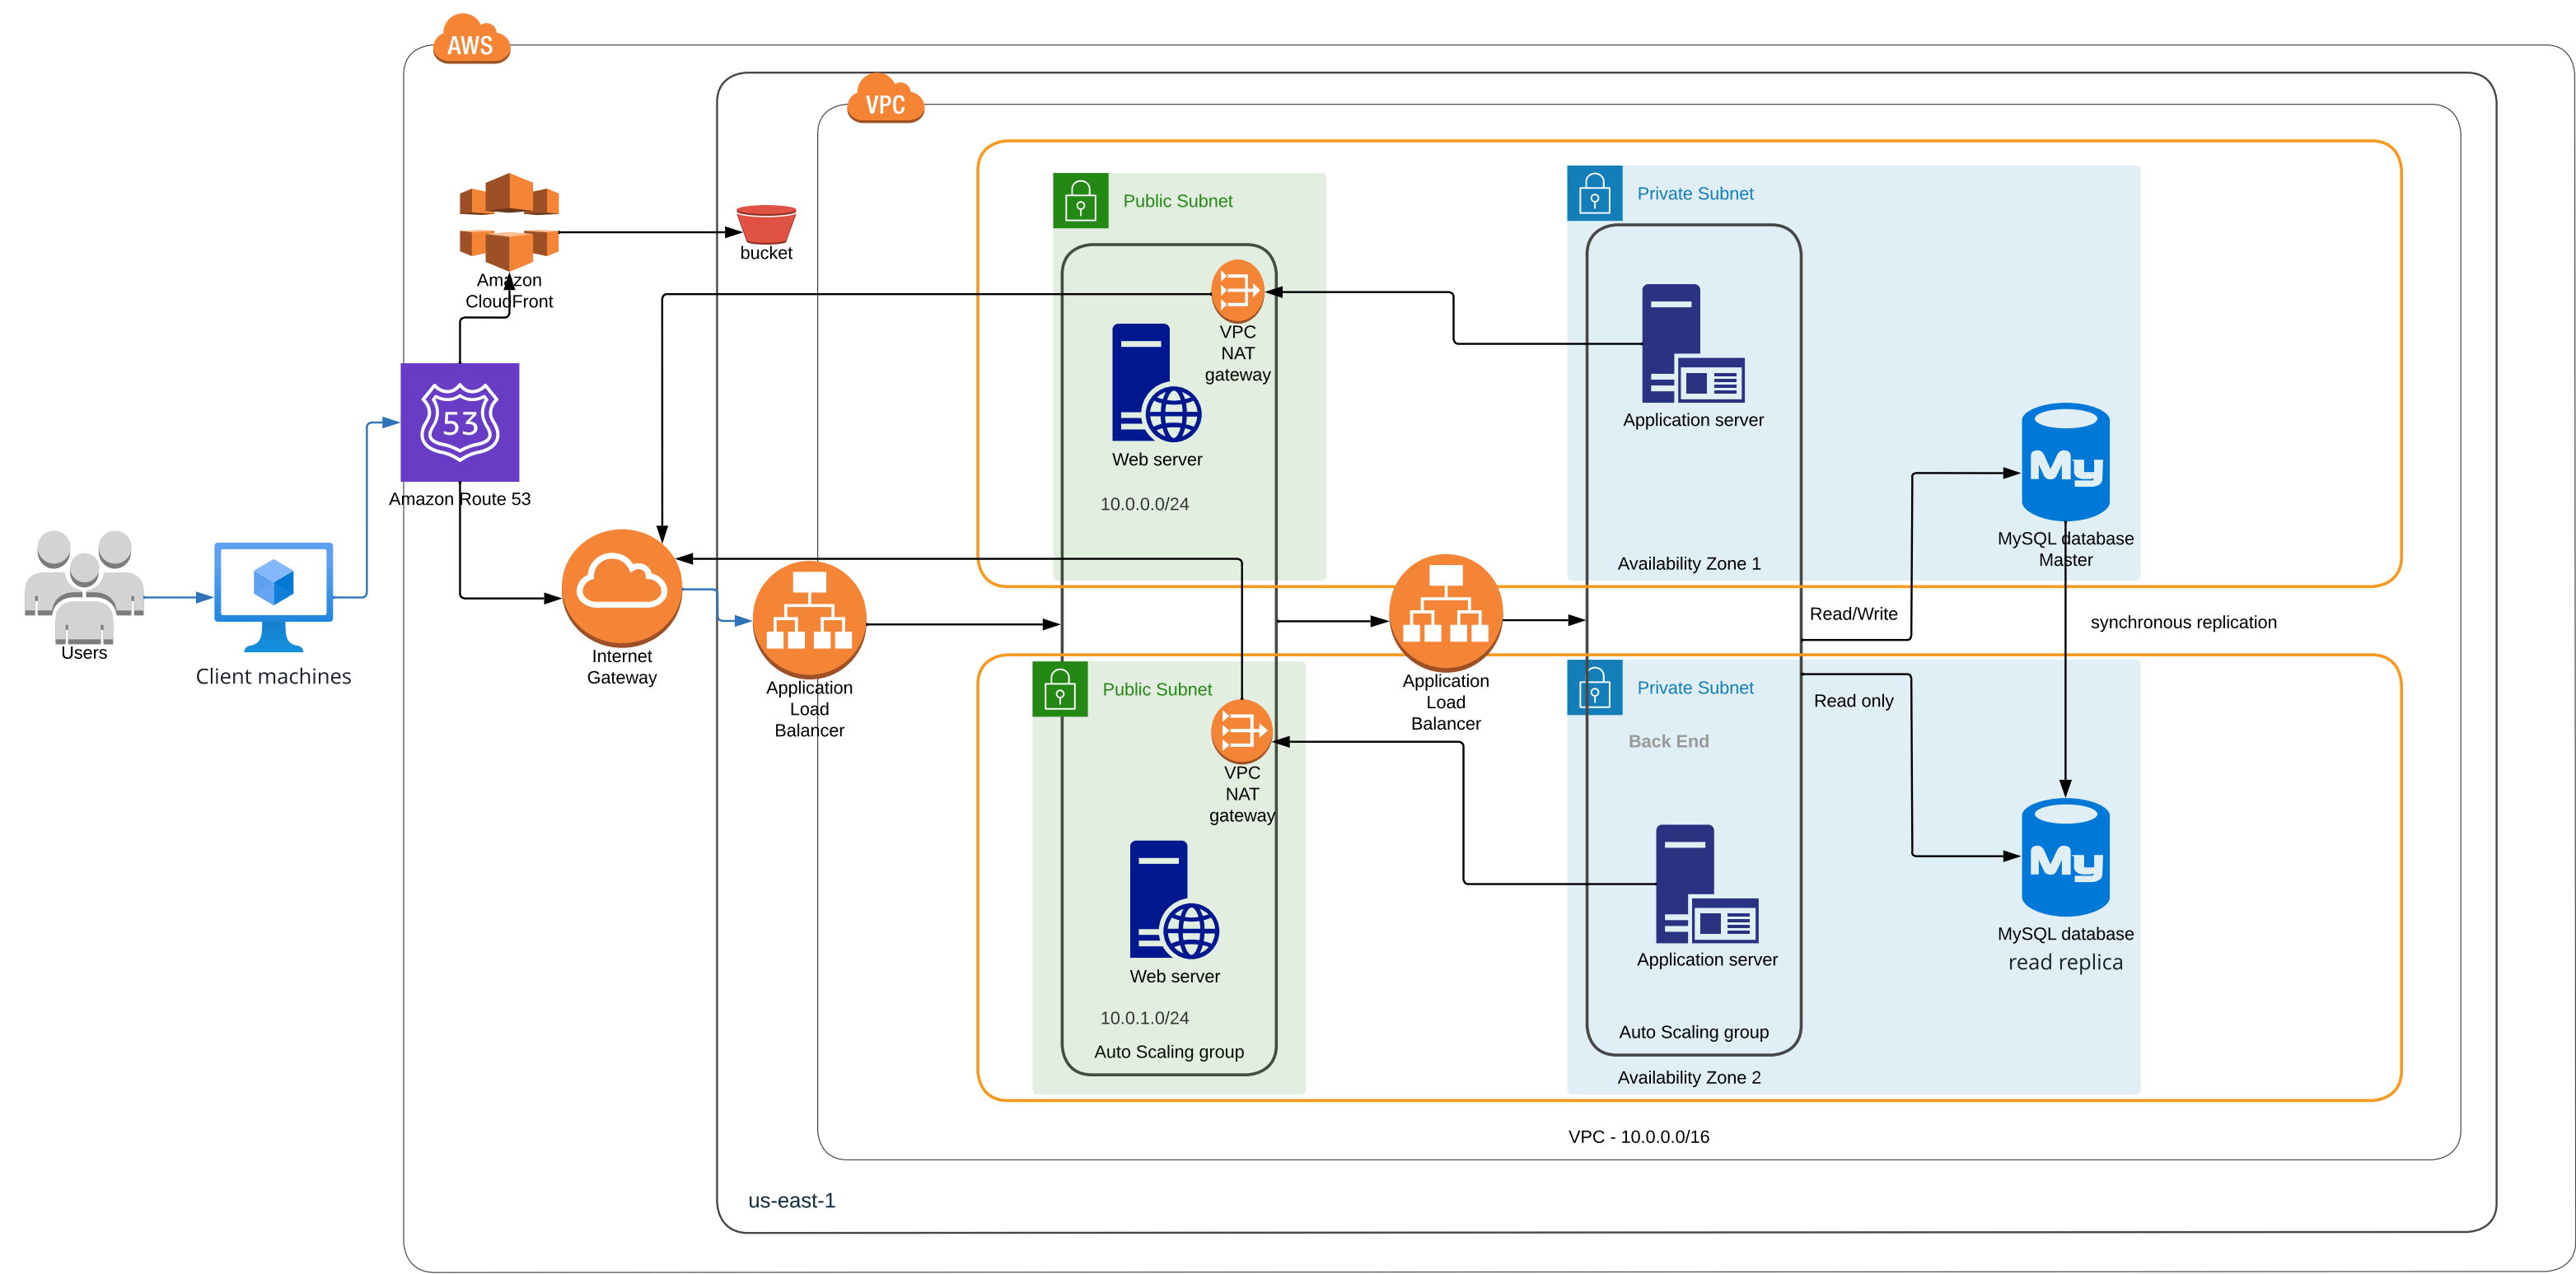 AWS
VPC
Public Subnet
Private Subnet
bucket
Amazon
CloudFront
VPC
NAT
gateway
Application server
53
Web server
Amazon Route 53
10.0.0.0/24
My
MySQL database
Master
Availability Zone 1
Read/Write
synchronous replication
Users
Client machines
Internet
Gateway
Application
Load
Balancer
Application
Load
Balancer
Public Subnet
Private Subnet
Read only
Back End
VPC
NAT
gateway
My
MySQL database
read replica
Web server
Application server
10.0.1.0/24
Auto Scaling group
Auto Scaling group
Availability Zone 2
VPC - 10.0.0.0/16
us-east-1